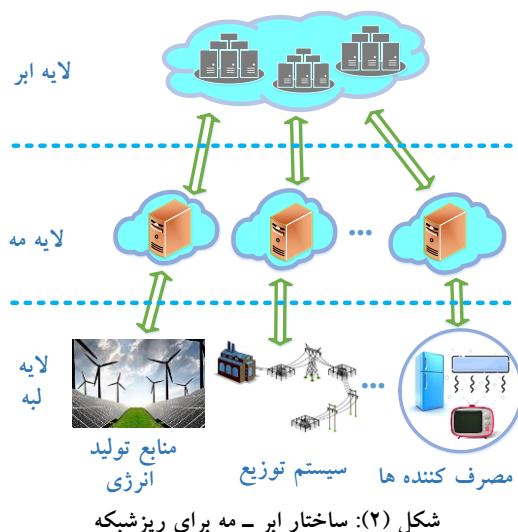 لایه ابر
لایه مه
...
لایه
لبه
...
منابع تولید
انرژی
سیستم توزیع
مصرف کننده ها
شکل (۲): ساختار ابر – مه برای ریزشبکه